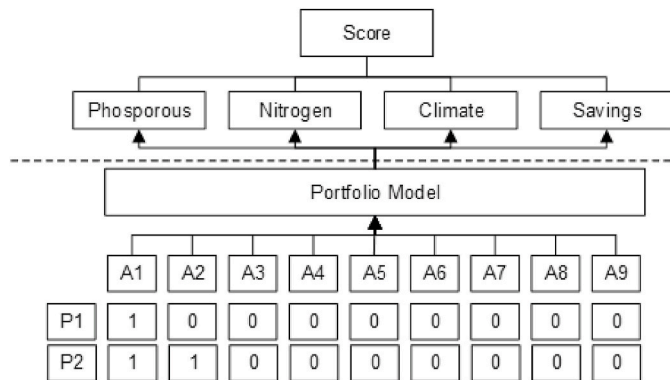 Score
Phosporous Nitrogen Climate Savings
Portfolio Model
A1 A2 A3 A4 A5 A6 A7 A8 A9
P1 1 0 0 0 0 0 0 0 0
P2 1 1 0 0 0 0 0 0 0